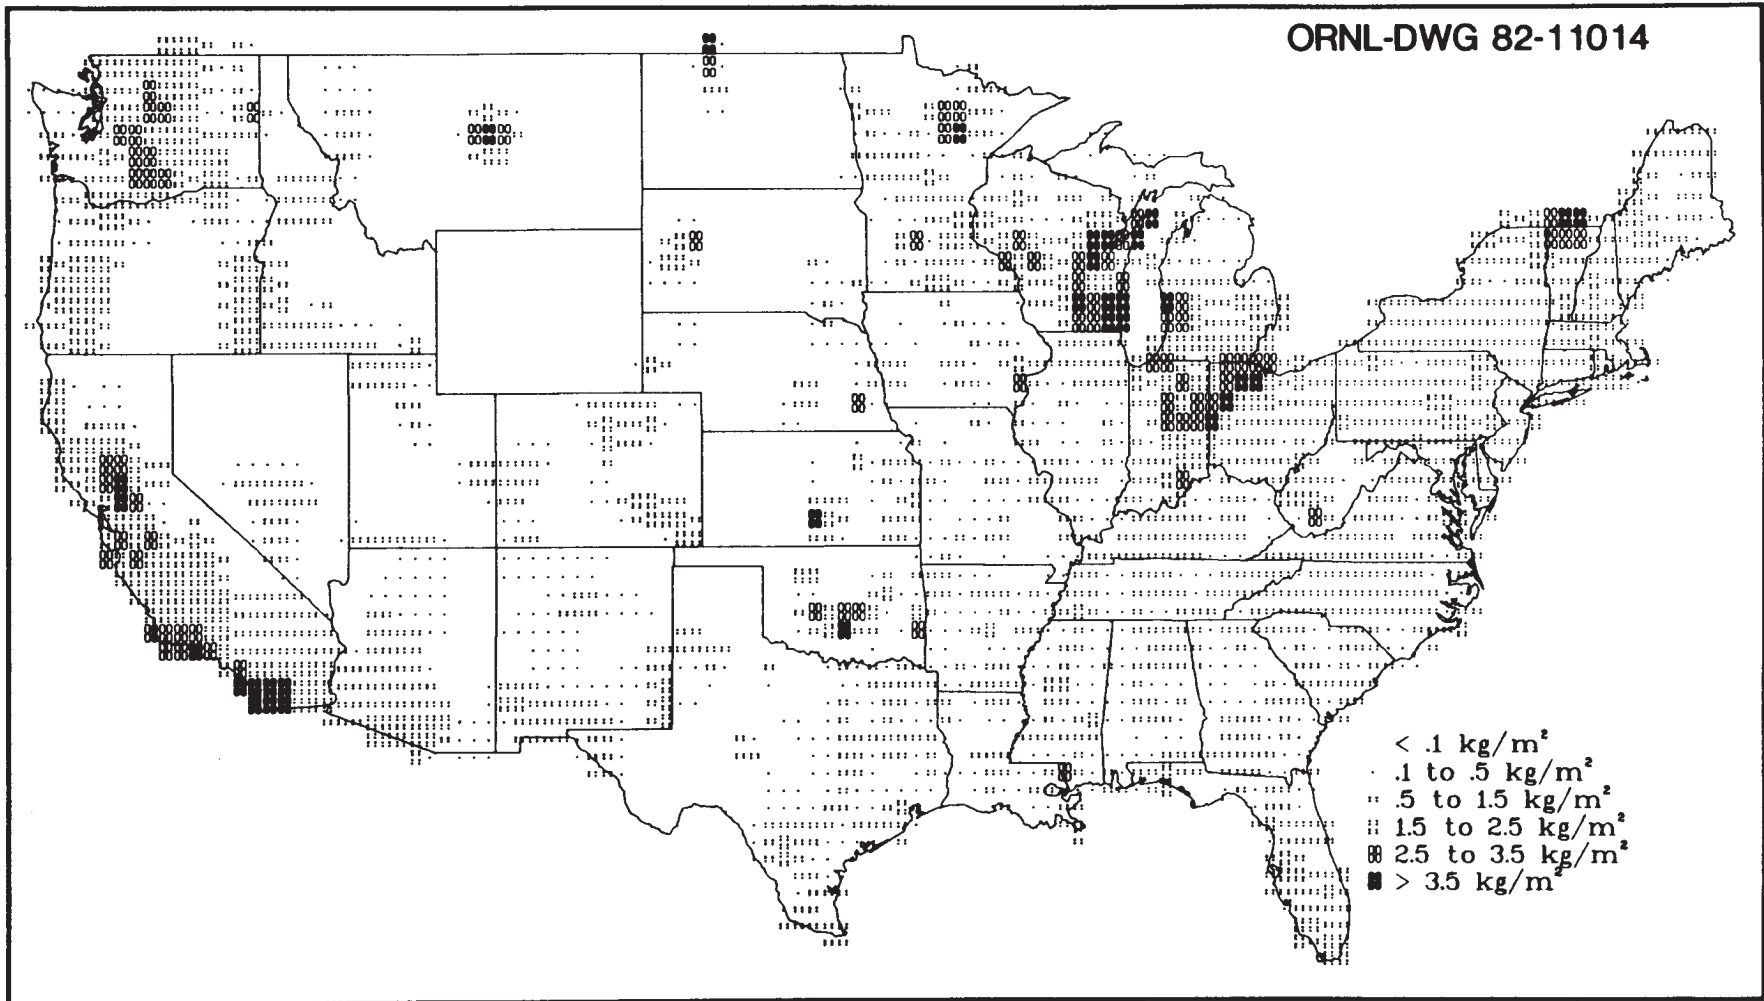 ORNL-DWG 82-11014
< .1 kg/m²
· .1 to .5 kg/m²
.5 to 1.5 kg/m²
1.5 to 2.5 kg/m²
2.5 to 3.5 kg/m²
> 3.5 kg/m²